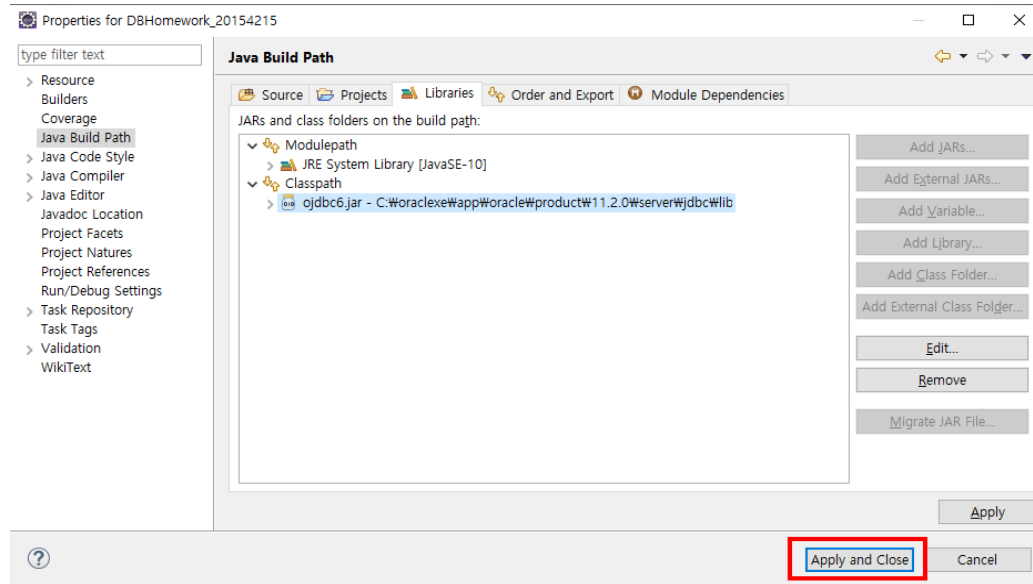 Properties for DBHomework_20154215
type filter text
Resource
Builders
Coverage
Java Build Path
Java Code Style
Java Compiler
Java Editor
Javadoc Location
Project Facets
Project Natures
Project References
Run/Debug Settings
Task Repository
Task Tags
Validation
WikiText
Java Build Path
Source Projects Libraries Order and Export Module Dependencies
JARs and class folders on the build path:
Modulepath
JRE System Library [JavaSE-10]
Classpath
ojdbc6.jar - C:₩oraclexe₩app₩oracle₩product₩11.2.0₩server₩jdbc₩lib
Add JARs...
Add External JARs...
Add Variable...
Add Library...
Add Class Folder...
Add External Class Folder...
Edit...
Remove
Migrate JAR File...
Apply
Apply and Close Cancel